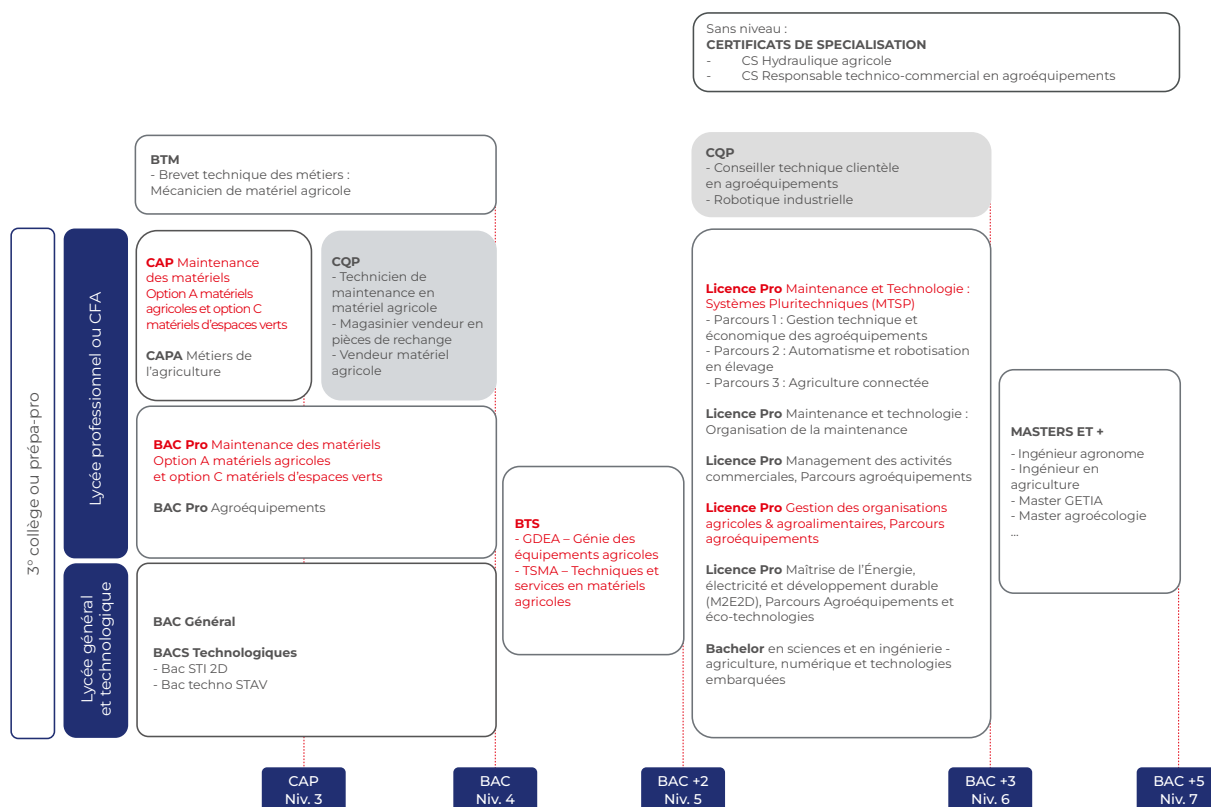 Sans niveau :
CERTIFICATS DE SPECIALISATION
- CS Hydraulique agricole
- CS Responsable technico-commercial en agroéquipements
BTM
- Brevet technique des métiers :
Mécanicien de matériel agricole
CQP
- Conseiller technique clientèle
en agroéquipements
- Robotique industrielle
3° collège ou prépa-pro
Lycée professionnel ou CFA
CAP Maintenance
des matériels
Option A matériels
agricoles et option C
matériels d'espaces verts
CAPA Métiers de
l'agriculture
CQP
- Technicien de
maintenance en
matériel agricole
- Magasinier vendeur en
pièces de rechange
- Vendeur matériel
agricole
BAC Pro Maintenance des matériels
Option A matériels agricoles
et option C matériels d'espaces verts
BAC Pro Agroéquipements
Lycée général
et technologique
BAC Général
BACS Technologiques
- Bac STI 2D
- Bac techno STAV
BTS
- GDEA – Génie des
équipements agricoles
- TSMA – Techniques et
services en matériels
agricoles
Licence Pro Maintenance et Technologie :
Systèmes Pluritechniques (MTSP)
- Parcours 1 : Gestion technique et
économique des agroéquipements
- Parcours 2 : Automatisme et robotisation
en élevage
- Parcours 3 : Agriculture connectée
Licence Pro Maintenance et technologie :
Organisation de la maintenance
Licence Pro Management des activités
commerciales, Parcours agroéquipements
Licence Pro Gestion des organisations
agricoles & agroalimentaires, Parcours
agroéquipements
Licence Pro Maîtrise de l'Énergie,
électricité et développement durable
(M2E2D), Parcours Agroéquipements et
éco-technologies
Bachelor en sciences et en ingénierie -
agriculture, numérique et technologies
embarquées
MASTERS ET +
- Ingénieur agronome
- Ingénieur en
agriculture
- Master GETIA
- Master agroécologie
...
CAP
Niv. 3
BAC
Niv. 4
BAC +2
Niv. 5
BAC +3
Niv. 6
BAC +5
Niv. 7